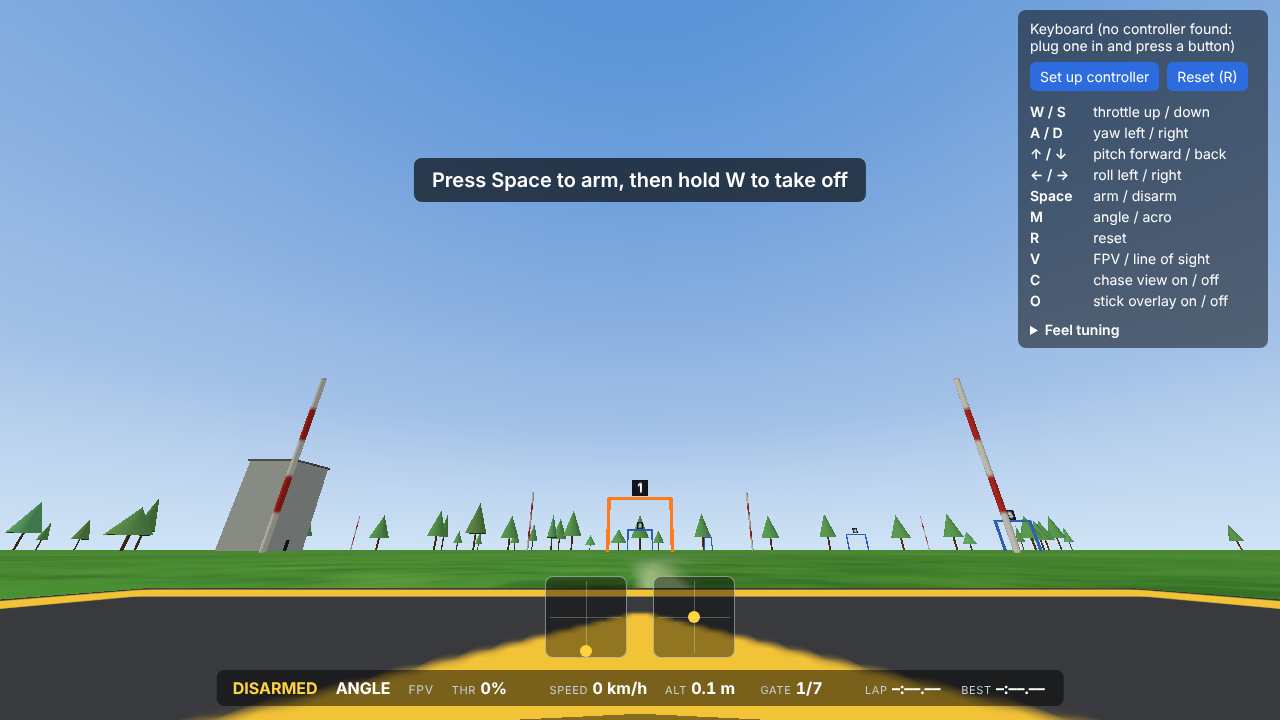 Keyboard (no controller found:
plug one in and press a button)
Set up controller Reset (R)
W / S throttle up / down
A / D yaw left / right
↑ / ↓ pitch forward / back
← / → roll left / right
Space arm / disarm
M angle / acro
R reset
V FPV / line of sight
C chase view on / off
O stick overlay on / off
▶ Feel tuning
Press Space to arm, then hold W to take off
1
DISARMED ANGLE FPV THR 0% SPEED 0 km/h ALT 0.1 m GATE 1/7 LAP –:––.–– BEST –:––.––